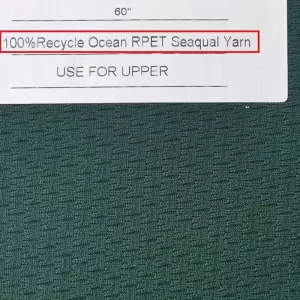 60"
100%Recycle Ocean RPET Seaqual Yarn
USE FOR UPPER